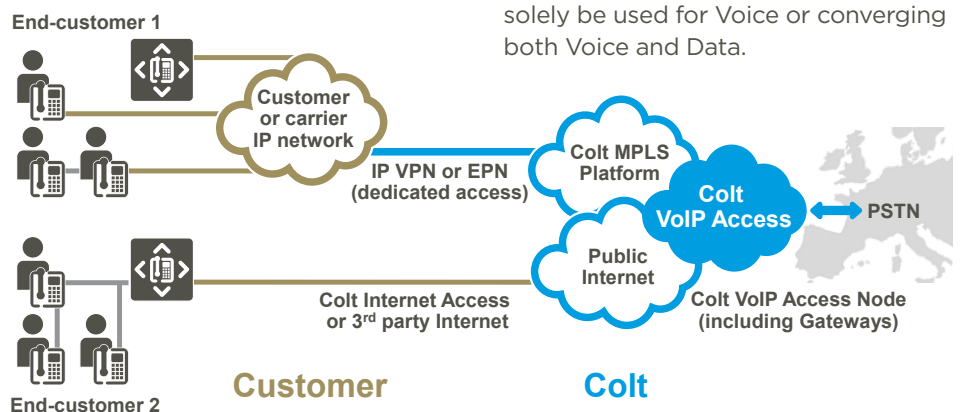 solely be used for Voice or converging
both Voice and Data.
End-customer 1
Customer
or carrier
IP network
IP VPN or EPN
(dedicated access)
Colt MPLS
Platform
Colt
VoIP Access
PSTN
Public
Internet
Colt Internet Access
or 3rd party Internet
Colt VoIP Access Node
(including Gateways)
Customer
Colt
End-customer 2